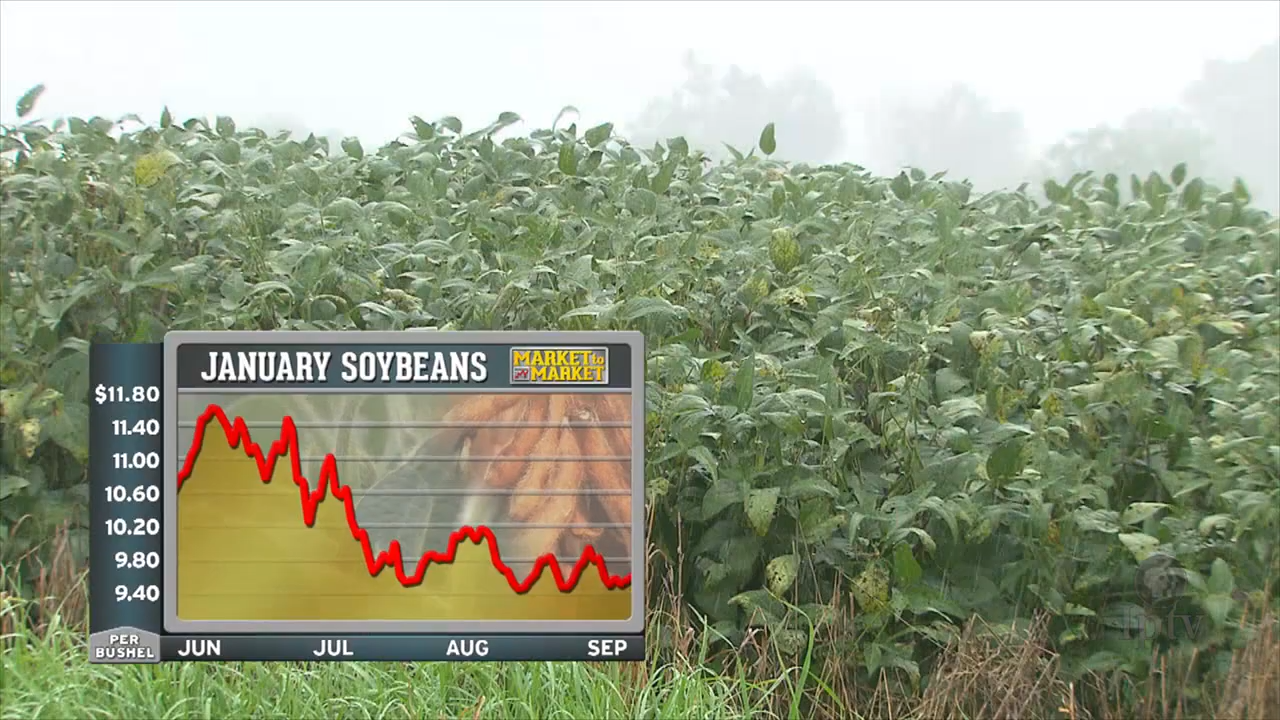 JANUARY SOYBEANS
MARKET to
MARKET
$11.80
11.40
11.00
10.60
10.20
9.80
9.40
PER
BUSHEL
JUN JUL AUG SEP
iptv